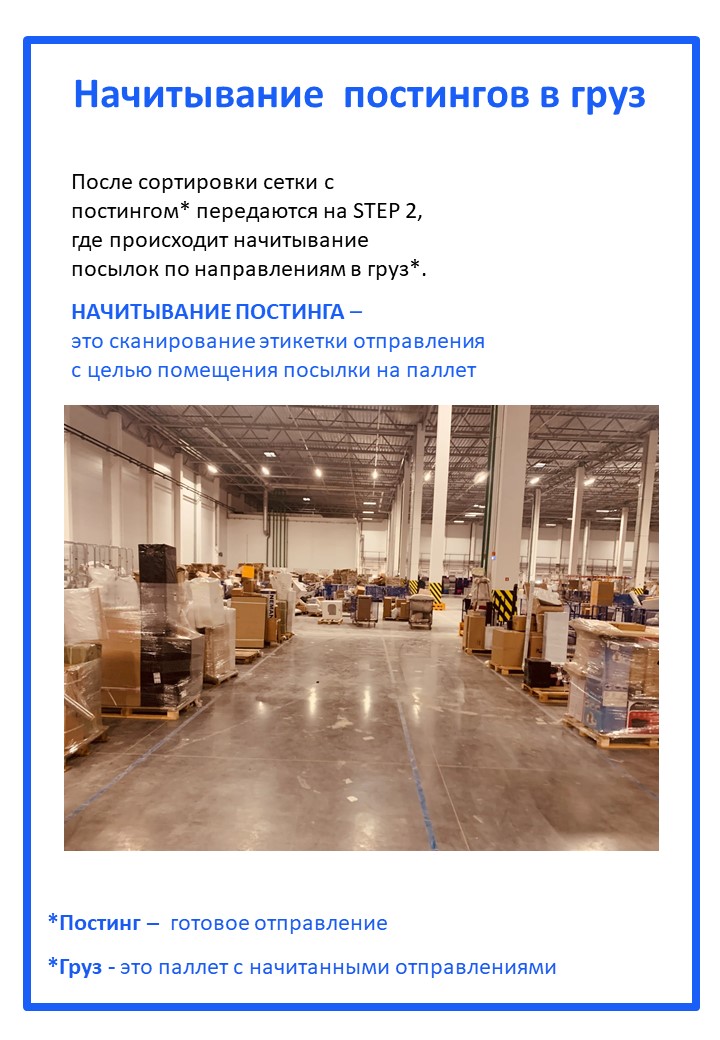 Начитывание постингов в груз
После сортировки сетки с
постингом* передаются на STEP 2,
где происходит начитывание
посылок по направлениям в груз*.
НАЧИТЫВАНИЕ ПОСТИНГА –
это сканирование этикетки отправления
с целью помещения посылки на паллет
*Постинг – готовое отправление
*Груз - это паллет с начитанными отправлениями